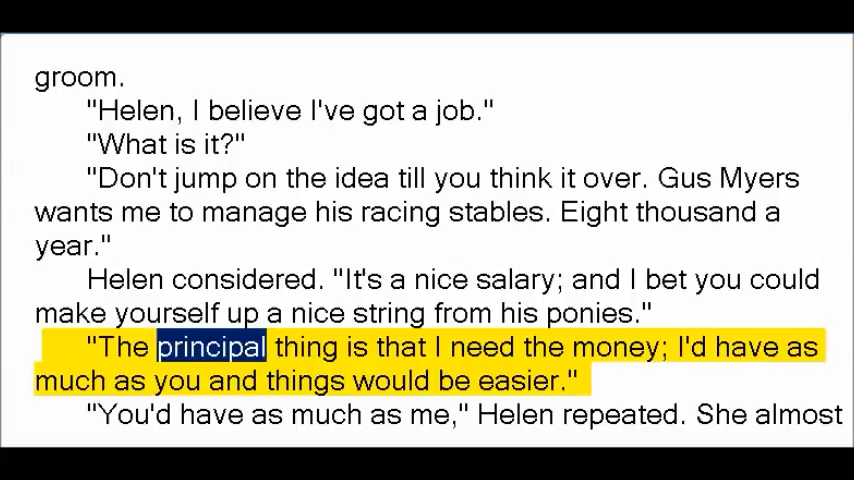 groom.
"Helen, I believe I've got a job."
"What is it?"
"Don't jump on the idea till you think it over. Gus Myers
wants me to manage his racing stables. Eight thousand a
year."
Helen considered. "It's a nice salary; and I bet you could
make yourself up a nice string from his ponies."
"The principal thing is that I need the money; I'd have as
much as you and things would be easier."
"You'd have as much as me," Helen repeated. She almost